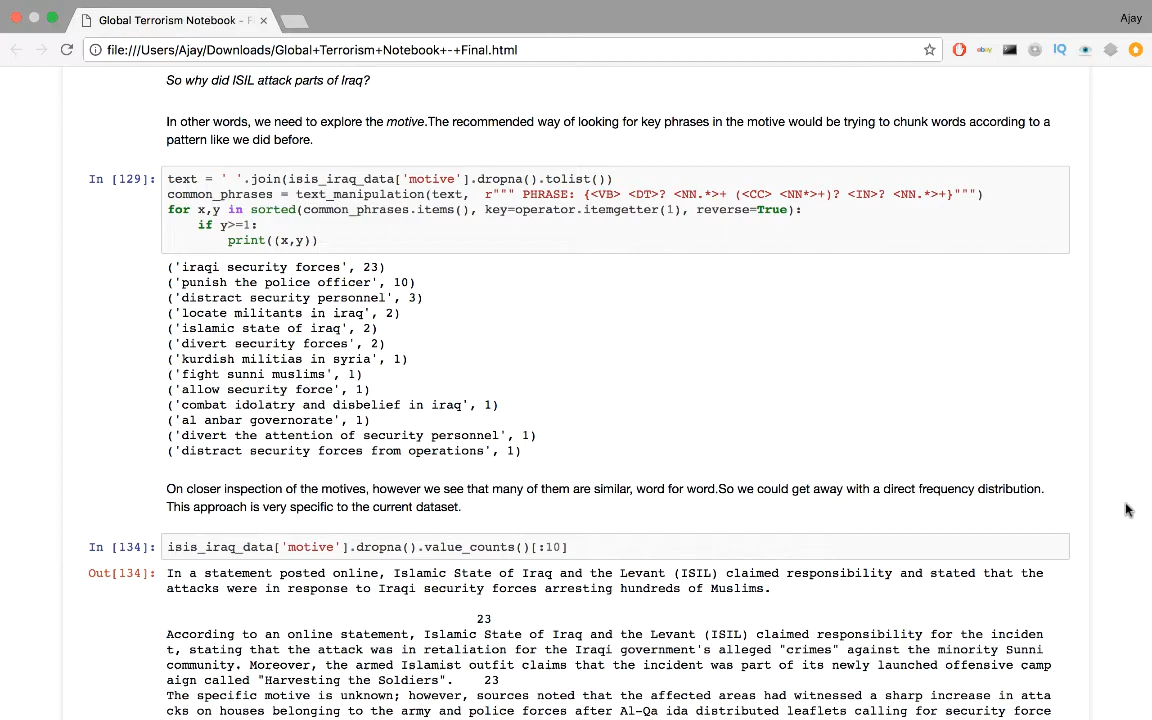 Global Terrorism Notebook - F
Ajay
file:///Users/Ajay/Downloads/Global+Terrorism+Notebook+-+Final.html
ebay
IQ
So why did ISIL attack parts of Iraq?
In other words, we need to explore the motive.The recommended way of looking for key phrases in the motive would be trying to chunk words according to a
pattern like we did before.
In [129]: text = ' '.join(isis_iraq_data['motive'].dropna().tolist())
common_phrases = text_manipulation(text,  r""" PHRASE: {<VB> <DT>? <NN.*>+ (<CC> <NN*>+)? <IN>? <NN.*>+}""")
for x,y in sorted(common_phrases.items(), key=operator.itemgetter(1), reverse=True):
    if y>=1:
        print((x,y))
('iraqi security forces', 23)
('punish the police officer', 10)
('distract security personnel', 3)
('locate militants in iraq', 2)
('islamic state of iraq', 2)
('divert security forces', 2)
('kurdish militias in syria', 1)
('fight sunni muslims', 1)
('allow security force', 1)
('combat idolatry and disbelief in iraq', 1)
('al anbar governorate', 1)
('divert the attention of security personnel', 1)
('distract security forces from operations', 1)
On closer inspection of the motives, however we see that many of them are similar, word for word.So we could get away with a direct frequency distribution.
This approach is very specific to the current dataset.
In [134]: isis_iraq_data['motive'].dropna().value_counts()[:10]
Out[134]: In a statement posted online, Islamic State of Iraq and the Levant (ISIL) claimed responsibility and stated that the
attacks were in response to Iraqi security forces arresting hundreds of Muslims.
23
According to an online statement, Islamic State of Iraq and the Levant (ISIL) claimed responsibility for the inciden
t, stating that the attack was in retaliation for the Iraqi government's alleged "crimes" against the minority Sunni
community. Moreover, the armed Islamist outfit claims that the incident was part of its newly launched offensive camp
aign called "Harvesting the Soldiers".    23
The specific motive is unknown; however, sources noted that the affected areas had witnessed a sharp increase in atta
cks on houses belonging to the army and police forces after Al-Qa ida distributed leaflets calling for security force